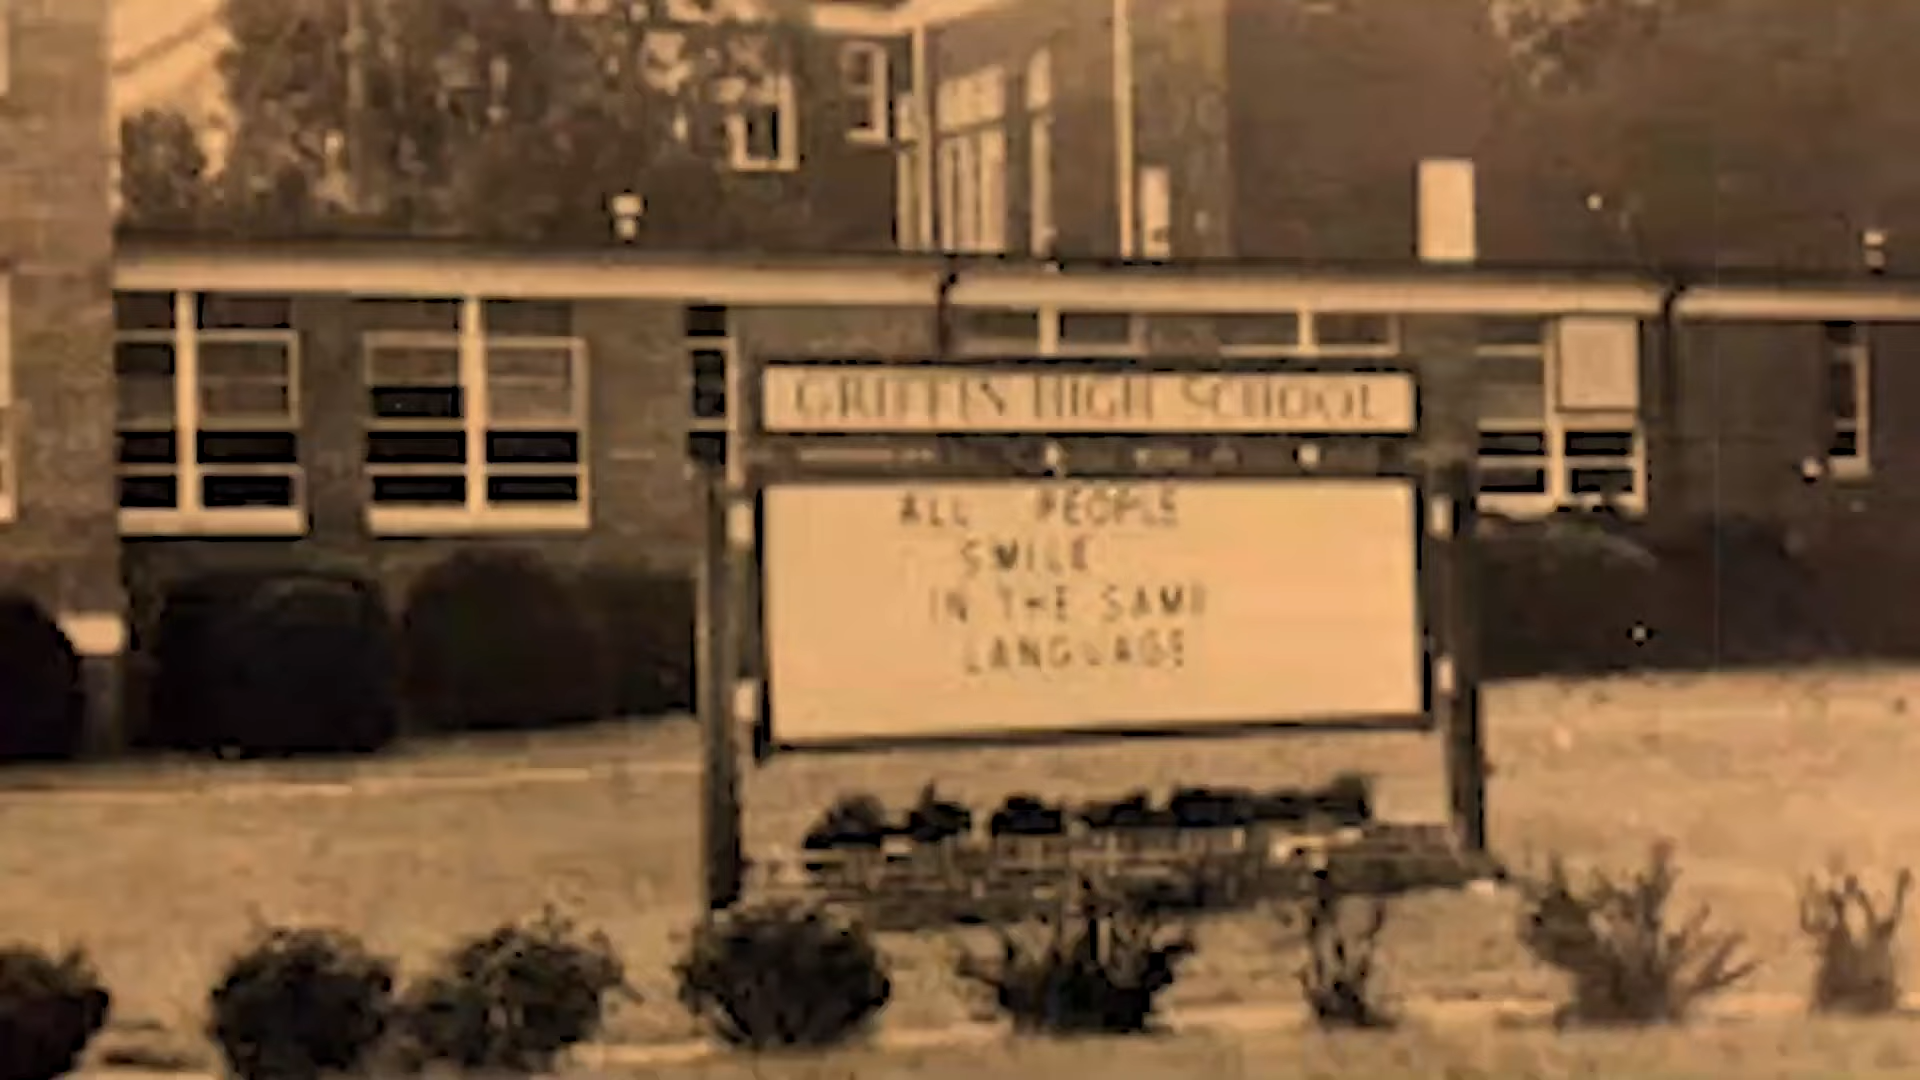 GRIFFIN HIGH SCHOOL
ALL PEOPLE
SMILE
IN THE SAME
LANGUAGE